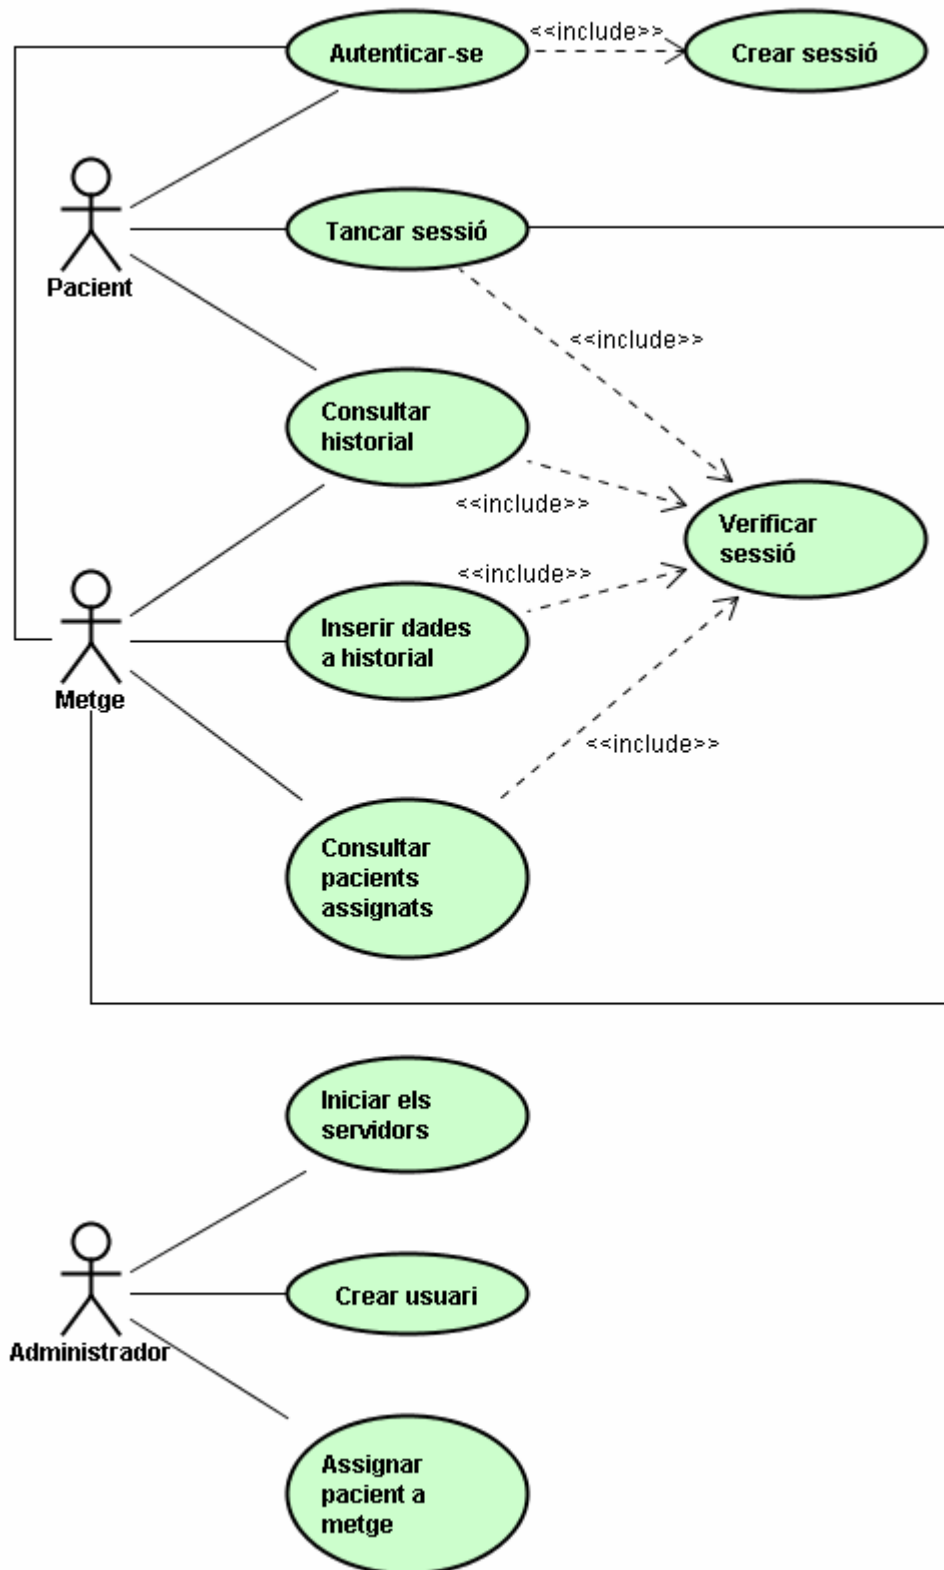 Autenticar-se
<<include>>
Crear sessió
Tancar sessió
Pacient
<<include>>
Consultar
historial
<<include>>
Verificar
sessió
<<include>>
Inserir dades
a historial
Metge
<<include>>
Consultar
pacients
assignats
Iniciar els
servidors
Crear usuari
Administrador
Assignar
pacient a
metge